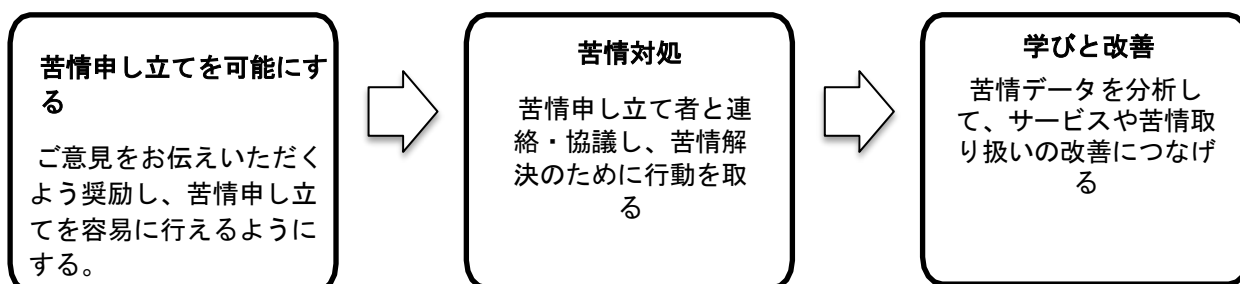 苦情申し立てを可能にす
る
ご意見をお伝えいただく
よう奨励し、苦情申し立
てを容易に行えるように
する。
苦情対処
苦情申し立て者と連
絡・協議し、苦情解
決のために行動を取
る
学びと改善
苦情データを分析し
て、サービスや苦情取
り扱いの改善につなげ
る